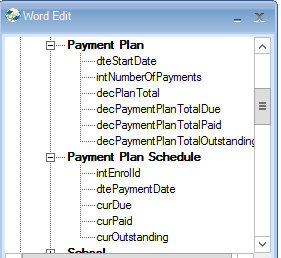 Word Edit
Payment Plan
dteStartDate
intNumberOfPayments
decPlanTotal
decPaymentPlanTotalDue
decPaymentPlanTotalPaid
decPaymentPlanTotalOutstanding
Payment Plan Schedule
intEnrolId
dtePaymentDate
curDue
curPaid
curOutstanding
School